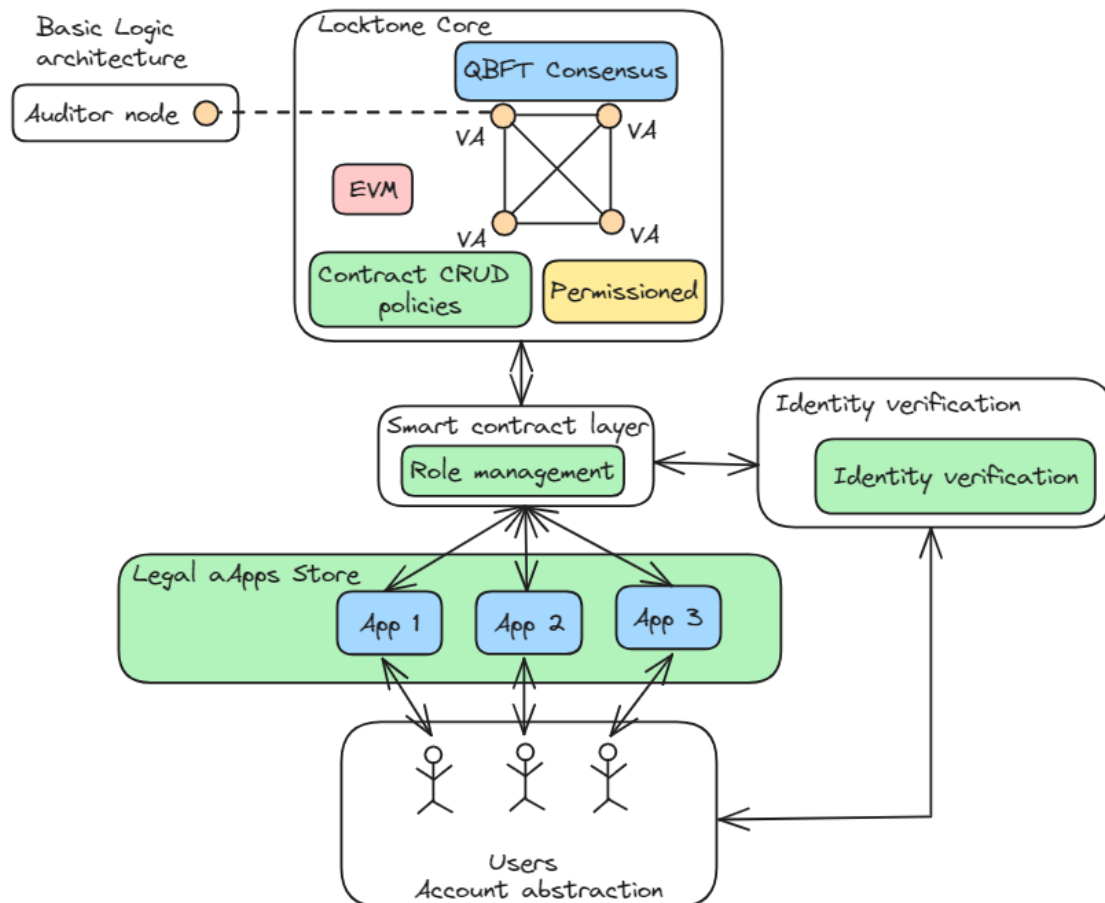 Basic Logic
architecture
Auditor node
Locktone Core
QBFT Consensus
VA
VA
EVM
VA
VA
Contract CRUD
policies
Permissioned
Smart contract layer
Role management
Identity verification
Identity verification
Legal aApps Store
App 1
App 2
App 3
Users
Account abstraction